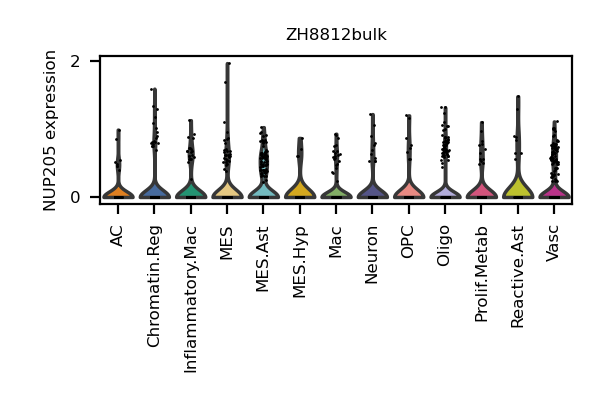 ZH8812bulk
NUP205 expression
2
0
AC
Chromatin.Reg
Inflammatory.Mac
MES
MES.Ast
MES.Hyp
Mac
Neuron
OPC
Oligo
Prolif.Metab
Reactive.Ast
Vasc